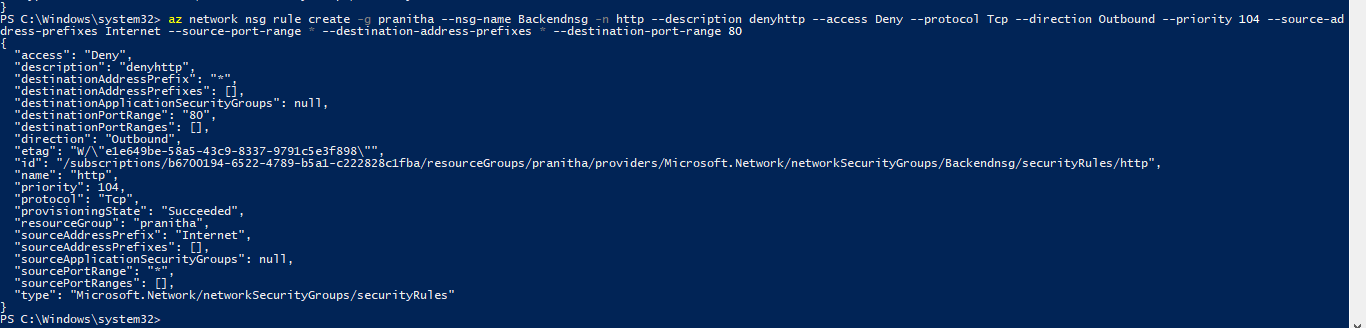 }
PS C:\Windows\system32> az network nsg rule create -g pranitha --nsg-name Backendnsg -n http --description denyhttp --access Deny --protocol Tcp --direction Outbound --priority 104 --source-ad
dress-prefixes Internet --source-port-range * --destination-address-prefixes * --destination-port-range 80
{
  "access": "Deny",
  "description": "denyhttp",
  "destinationAddressPrefix": "*",
  "destinationAddressPrefixes": [],
  "destinationApplicationSecurityGroups": null,
  "destinationPortRange": "80",
  "destinationPortRanges": [],
  "direction": "Outbound",
  "etag": "W/\"e1e649be-58a5-43c9-8337-9791c5e3f898\"",
  "id": "/subscriptions/b6700194-6522-4789-b5a1-c222828c1fba/resourceGroups/pranitha/providers/Microsoft.Network/networkSecurityGroups/Backendnsg/securityRules/http",
  "name": "http",
  "priority": 104,
  "protocol": "Tcp",
  "provisioningState": "Succeeded",
  "resourceGroup": "pranitha",
  "sourceAddressPrefix": "Internet",
  "sourceAddressPrefixes": [],
  "sourceApplicationSecurityGroups": null,
  "sourcePortRange": "*",
  "sourcePortRanges": [],
  "type": "Microsoft.Network/networkSecurityGroups/securityRules"
}
PS C:\Windows\system32>